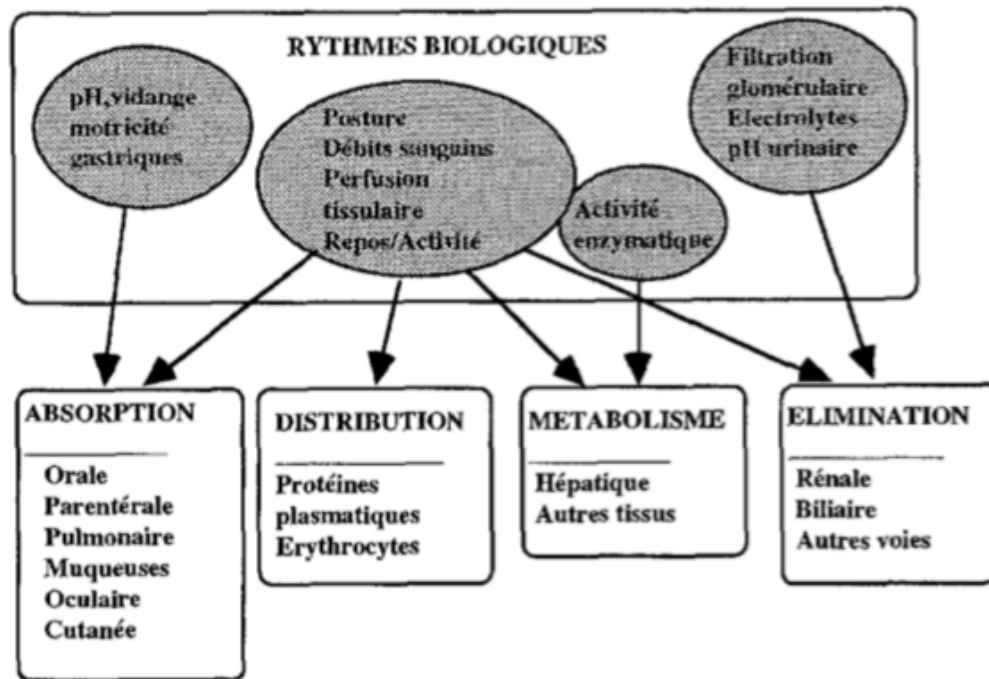 RYTHMES BIOLOGIQUES
pH,vidange
motricité
gastriques
Posture
Débits sanguins
Perfusion
tissulaire
Repos/Activité
Activité
enzymatique
Filtration
glomérulaire
Electrolytes
pH urinaire
ABSORPTION
Orale
Parentérale
Pulmonaire
Muqueuses
Oculaire
Cutanée
DISTRIBUTION
Protéines
plasmatiques
Erythrocytes
METABOLISME
Hépatique
Autres tissus
ELIMINATION
Rénale
Biliaire
Autres voies